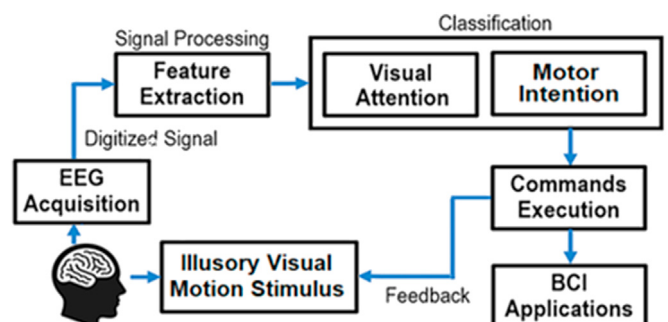 Classification
Signal Processing
Feature
Extraction
Visual
Attention
Motor
Intention
Digitized Signal
EEG
Acquisition
Commands
Execution
Illusory Visual
Motion Stimulus
Feedback
BCI
Applications